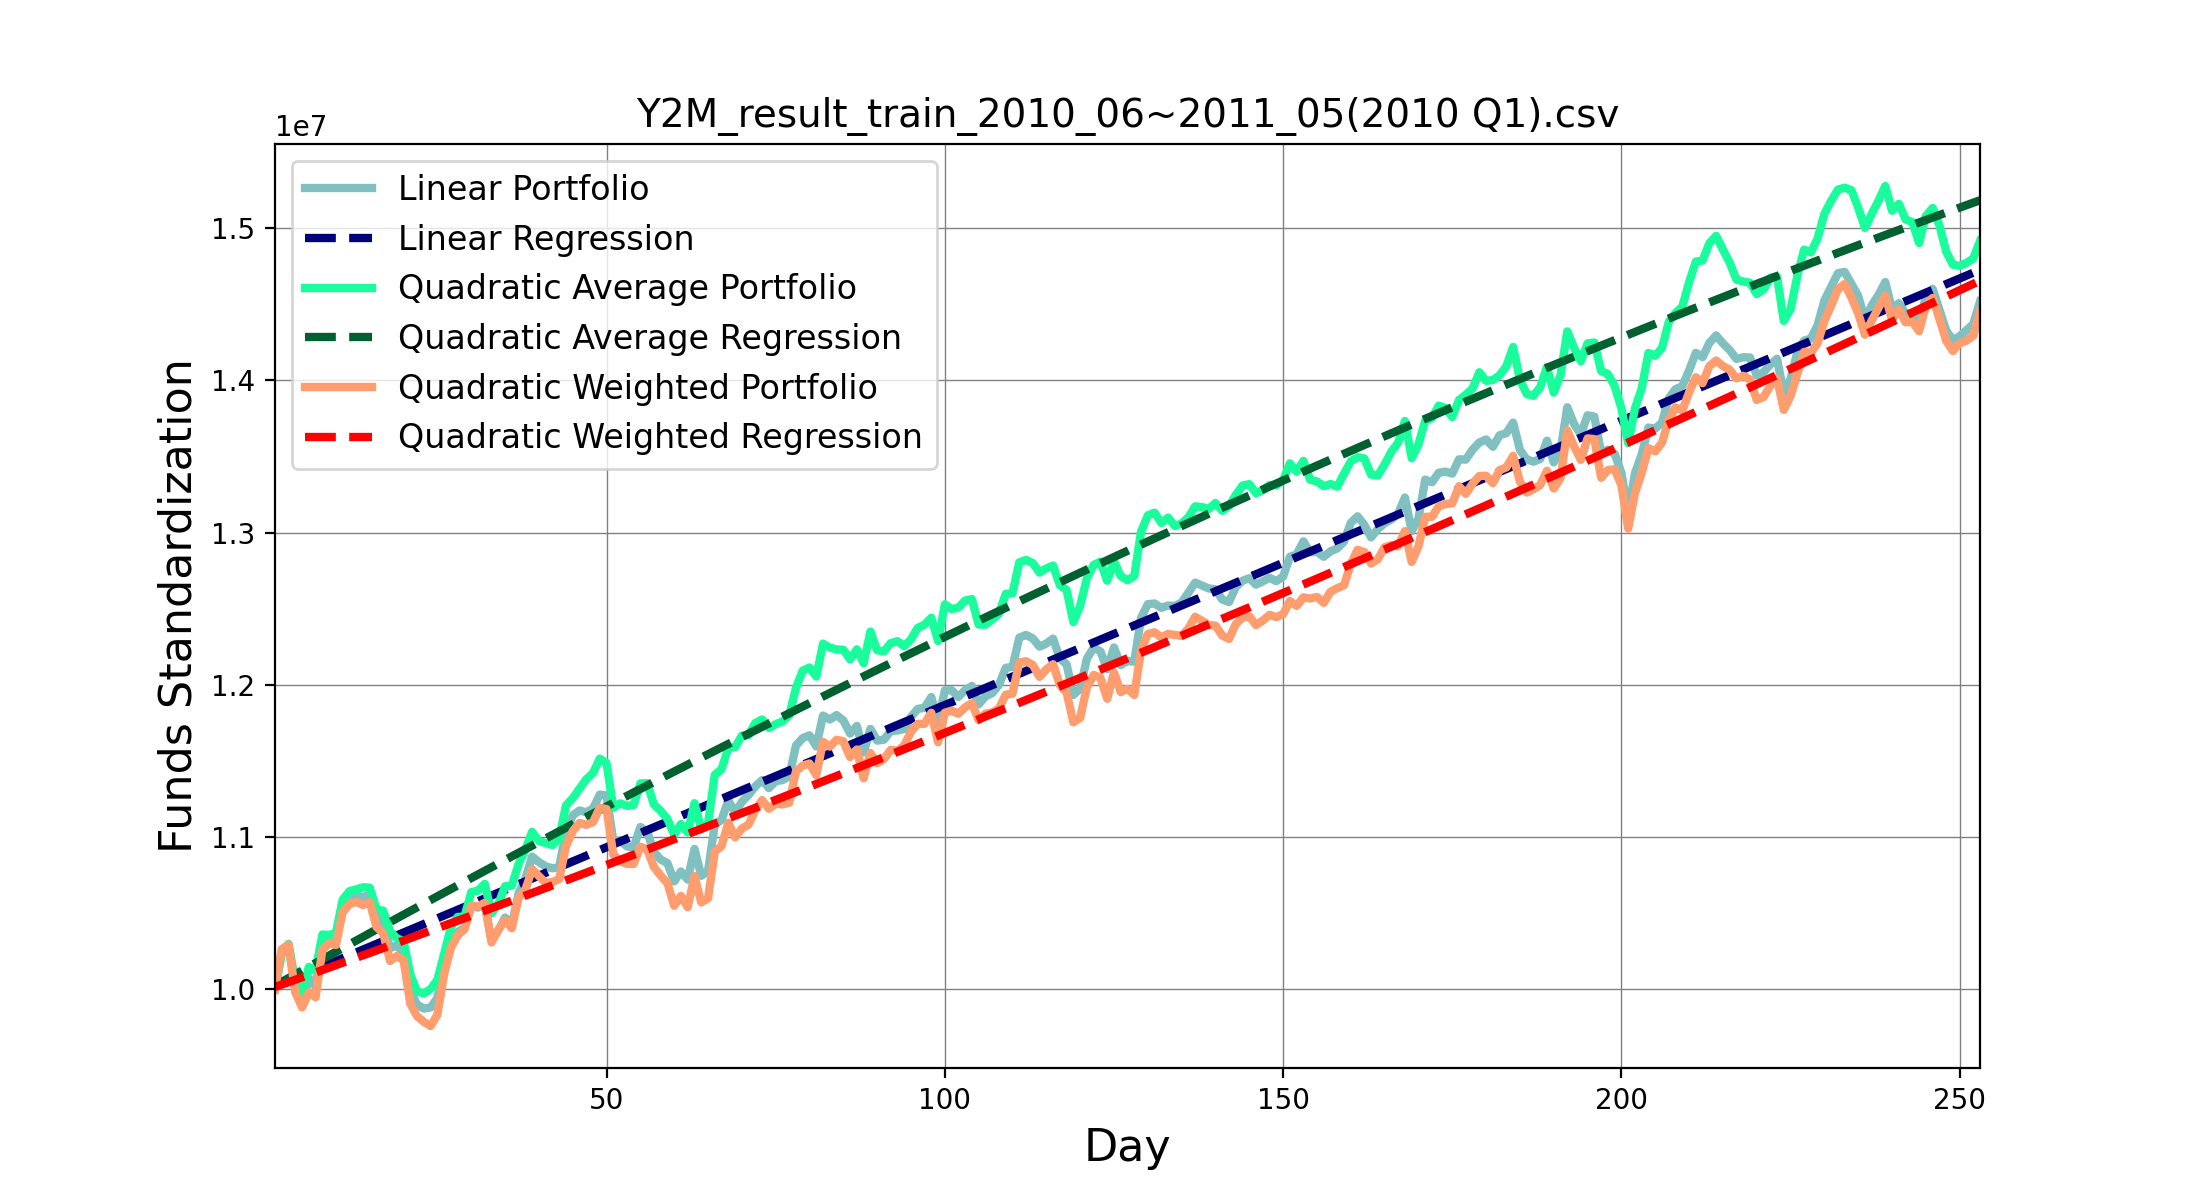 Y2M_result_train_2010_06~2011_05(2010 Q1).csv
1e7
Linear Portfolio
Linear Regression
Quadratic Average Portfolio
Quadratic Average Regression
Quadratic Weighted Portfolio
Quadratic Weighted Regression
Funds Standardization
1.5
1.4
1.3
1.2
1.1
1.0
50 100 150 200 250
Day